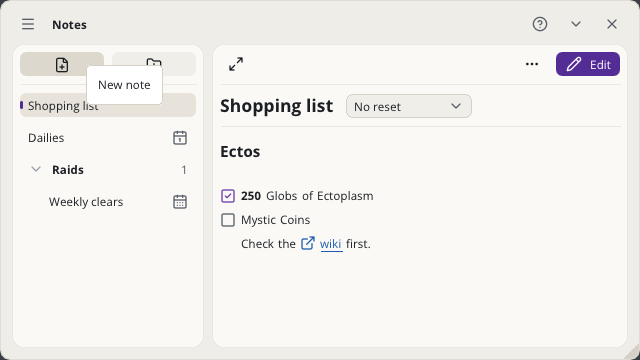 Notes
New note
Shopping list
Dailies
Raids 1
Weekly clears
Edit
Shopping list No reset
Ectos
250 Globs of Ectoplasm
Mystic Coins
Check the wiki first.